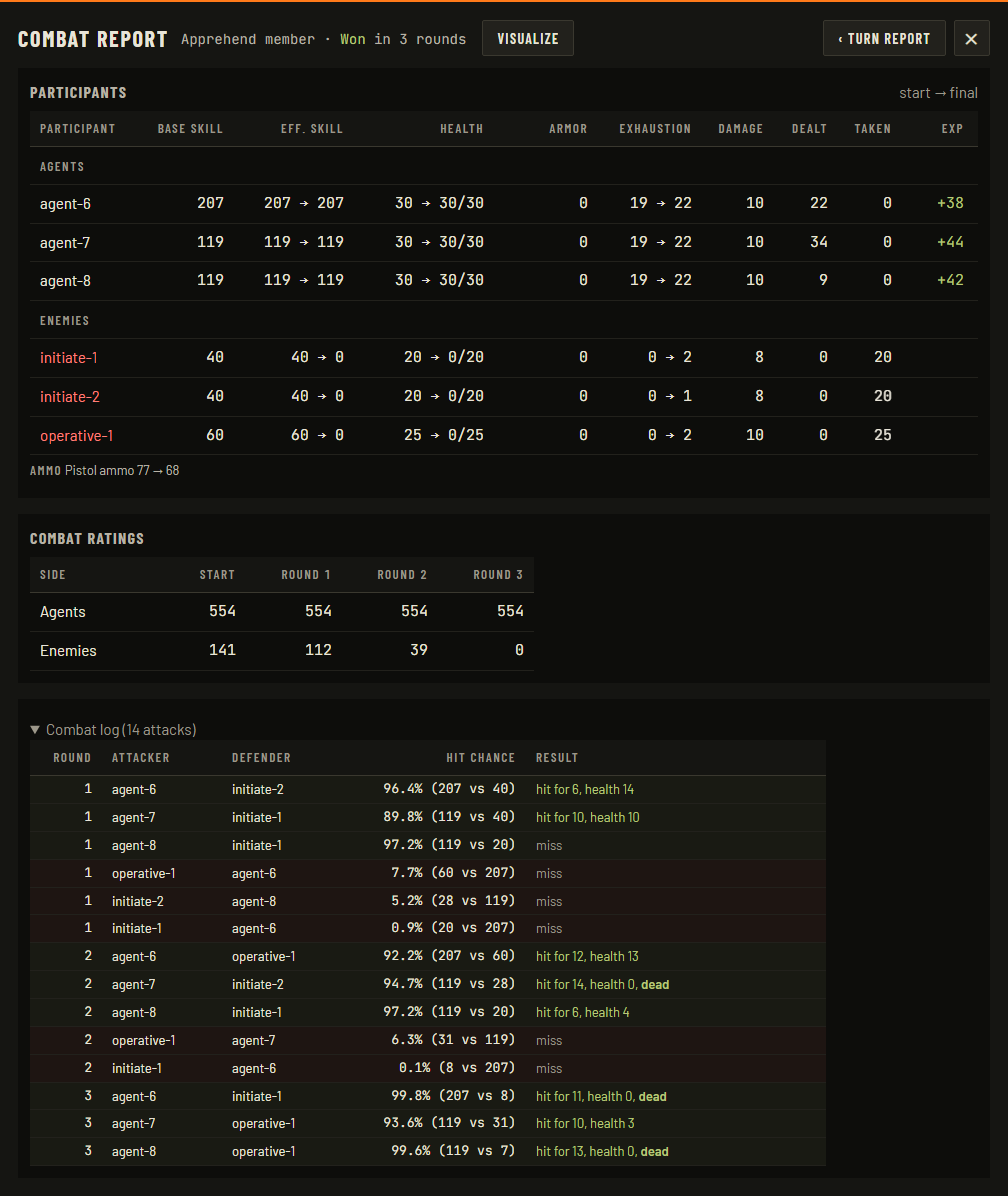 COMBAT REPORT Apprehend member · Won in 3 rounds VISUALIZE ‹ TURN REPORT ✕
PARTICIPANTS start → final
PARTICIPANT BASE SKILL EFF. SKILL HEALTH ARMOR EXHAUSTION DAMAGE DEALT TAKEN EXP
AGENTS
agent-6 207 207 → 207 30 → 30/30 0 19 → 22 10 22 0 +38
agent-7 119 119 → 119 30 → 30/30 0 19 → 22 10 34 0 +44
agent-8 119 119 → 119 30 → 30/30 0 19 → 22 10 9 0 +42
ENEMIES
initiate-1 40 40 → 0 20 → 0/20 0 0 → 2 8 0 20
initiate-2 40 40 → 0 20 → 0/20 0 0 → 1 8 0 20
operative-1 60 60 → 0 25 → 0/25 0 0 → 2 10 0 25
AMMO Pistol ammo 77 → 68
COMBAT RATINGS
SIDE START ROUND 1 ROUND 2 ROUND 3
Agents 554 554 554 554
Enemies 141 112 39 0
▼ Combat log (14 attacks)
ROUND ATTACKER DEFENDER HIT CHANCE RESULT
1 agent-6 initiate-2 96.4% (207 vs 40) hit for 6, health 14
1 agent-7 initiate-1 89.8% (119 vs 40) hit for 10, health 10
1 agent-8 initiate-1 97.2% (119 vs 20) miss
1 operative-1 agent-6 7.7% (60 vs 207) miss
1 initiate-2 agent-8 5.2% (28 vs 119) miss
1 initiate-1 agent-6 0.9% (20 vs 207) miss
2 agent-6 operative-1 92.2% (207 vs 60) hit for 12, health 13
2 agent-7 initiate-2 94.7% (119 vs 28) hit for 14, health 0, dead
2 agent-8 initiate-1 97.2% (119 vs 20) hit for 6, health 4
2 operative-1 agent-7 6.3% (31 vs 119) miss
2 initiate-1 agent-6 0.1% (8 vs 207) miss
3 agent-6 initiate-1 99.8% (207 vs 8) hit for 11, health 0, dead
3 agent-7 operative-1 93.6% (119 vs 31) hit for 10, health 3
3 agent-8 operative-1 99.6% (119 vs 7) hit for 13, health 0, dead